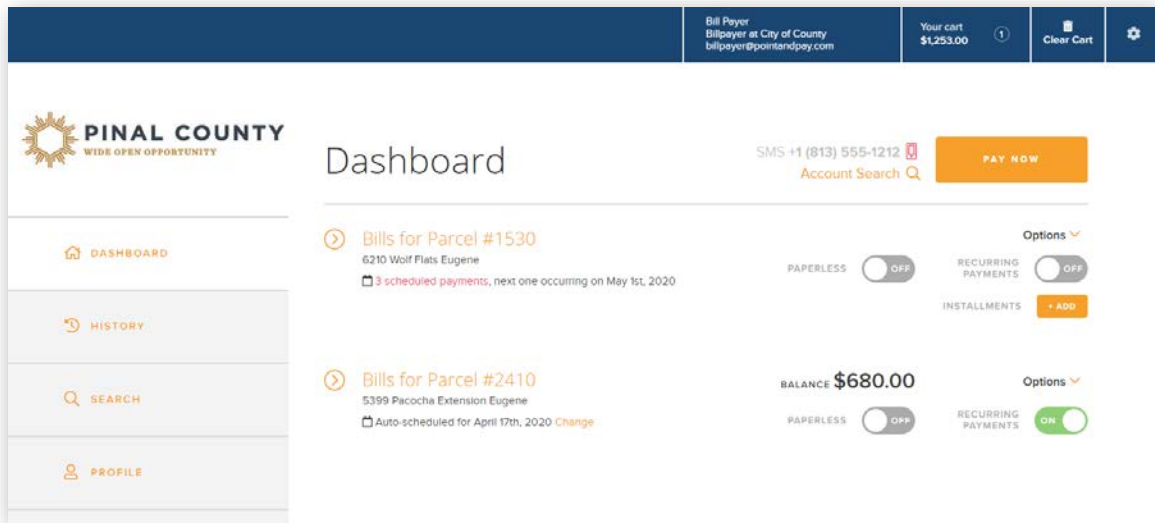 Bill Payer
Billpayer at City of County
billpayer@pointandpay.com
Your cart
$1,253.00
1
Clear Cart
PINAL COUNTY
WIDE OPEN OPPORTUNITY
Dashboard
SMS +1 (813) 555-1212
Account Search
PAY NOW
DASHBOARD
HISTORY
SEARCH
PROFILE
Bills for Parcel #1530
6210 Wolf Flats Eugene
3 scheduled payments, next one occurring on May 1st, 2020
Options
PAPERLESS OFF
RECURRING
PAYMENTS
OFF
INSTALLMENTS + ADD
Bills for Parcel #2410
5399 Pacocha Extension Eugene
Auto-scheduled for April 17th, 2020 Change
BALANCE $680.00
Options
PAPERLESS OFF
RECURRING
PAYMENTS
ON